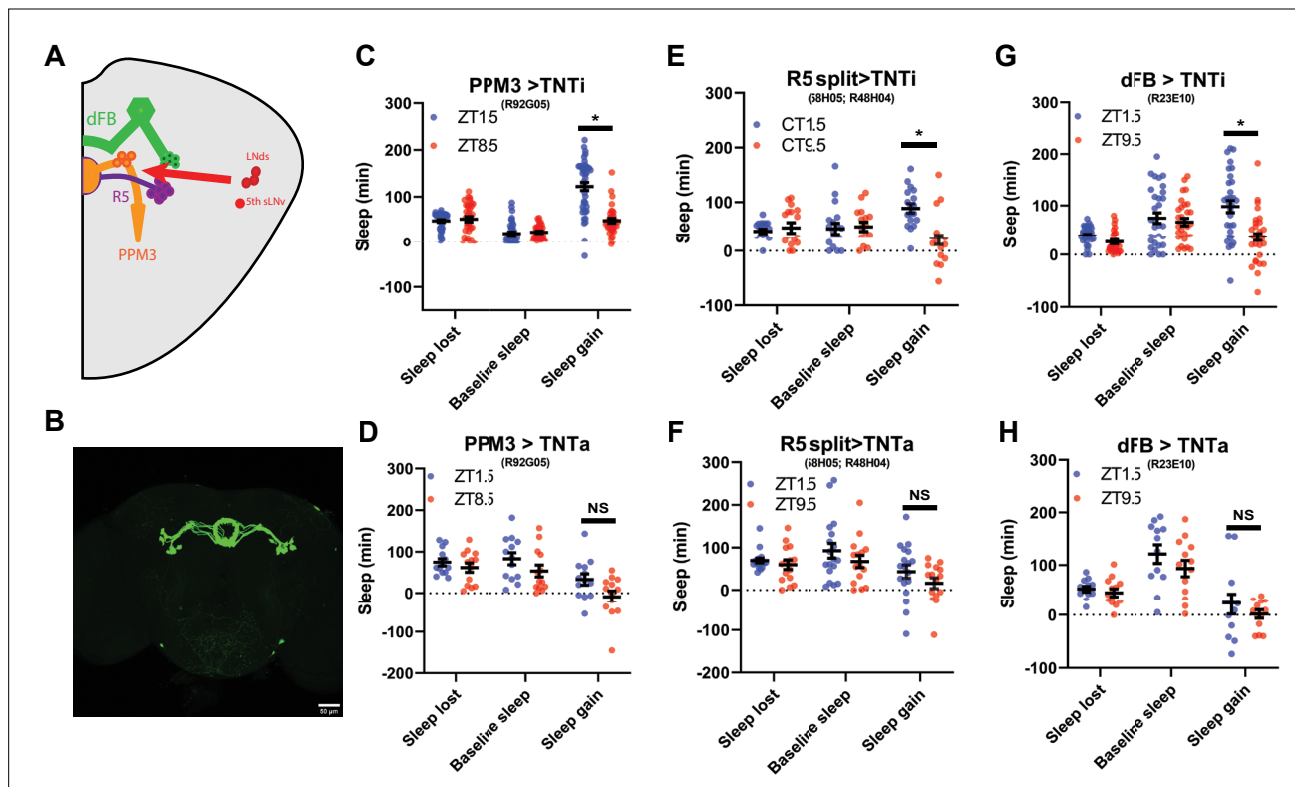 A
dFB
LNds
R5
5th sLNv
PPM3
B
50 µm
C
PPM3 >TNTi
(R92G05)
ZT15
ZT85
*
Sleep (min)
300
200
100
0
-100
Sleep lost
Baseline sleep
Sleep gain
D
PPM3 > TNTa
(R92G05)
ZT1.5
ZT8.5
NS
Sleep (min)
300
200
100
0
-100
-200
Sleep lost
Baseline sleep
Sleep gain
E
R5 split>TNTi
(58H05; R48H04)
CT1.5
CT9.5
*
Sleep (min)
300
200
100
0
-100
Sleep lost
Baseline sleep
Sleep gain
F
R5 split>TNTa
(58H05; R48H04)
ZT15
ZT95
NS
Sleep (min)
300
200
100
0
-100
-200
Sleep lost
Baseline sleep
Sleep gain
G
dFB > TNTi
(R23E10)
ZT1.5
ZT9.5
*
Sleep (min)
300
200
100
0
-100
Sleep lost
Baseline sleep
Sleep gain
H
dFB > TNTa
(R23E10)
ZT1.5
ZT9.5
NS
Sleep (min)
300
200
100
0
-100
Sleep lost
Baseline sleep
Sleep gain